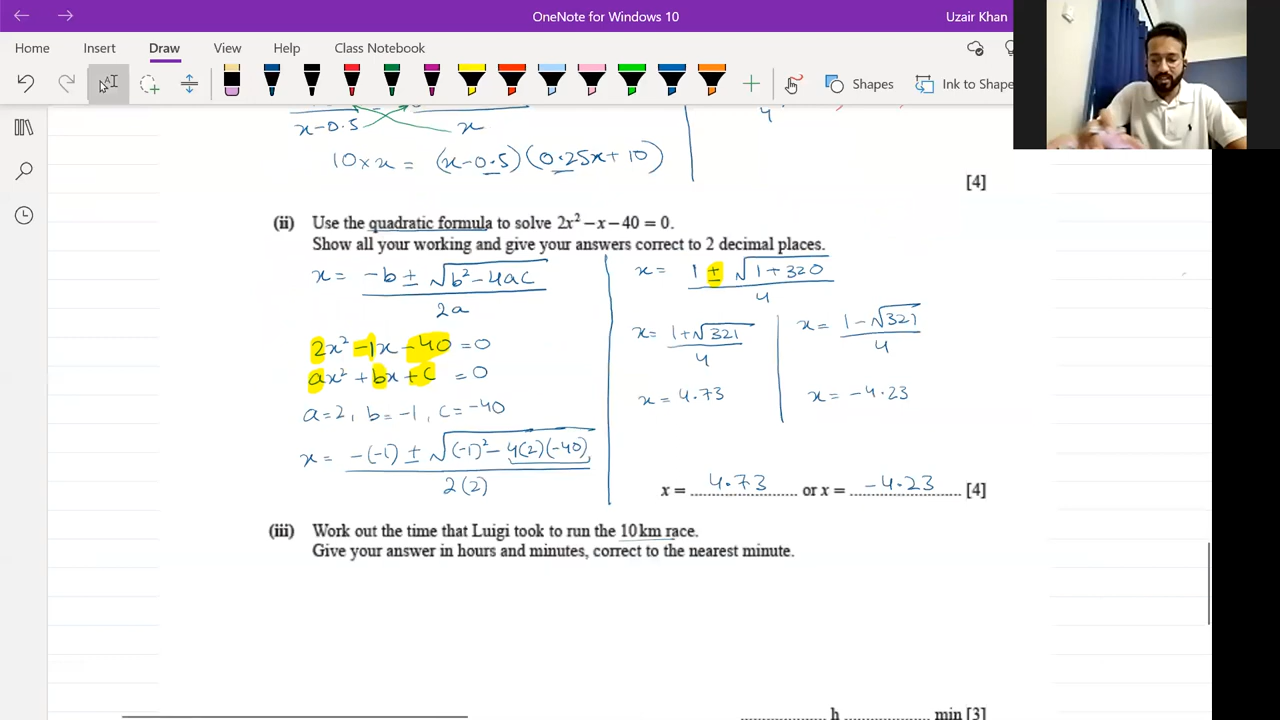 OneNote for Windows 10
Uzair Khan
Home Insert Draw View Help Class Notebook
Shapes
Ink to Shape
x-0.5 x
4
10×x = (x-0.5)(0.25x+10)
[4]
(ii) Use the quadratic formula to solve 2x² − x − 40 = 0.
Show all your working and give your answers correct to 2 decimal places.
x = -b ± √b²-4ac / 2a
2x² -1x -40 = 0
ax² + bx + c = 0
a=2, b=-1, c=-40
x = -(-1) ± √(-1)² - 4(2)(-40) / 2(2)
x = 1 ± √1+320 / 4
x = 1+√321 / 4
x = 4.73
x = 1-√321 / 4
x = -4.23
x = 4.73 or x = -4.23 [4]
(iii) Work out the time that Luigi took to run the 10 km race.
Give your answer in hours and minutes, correct to the nearest minute.
h min [3]